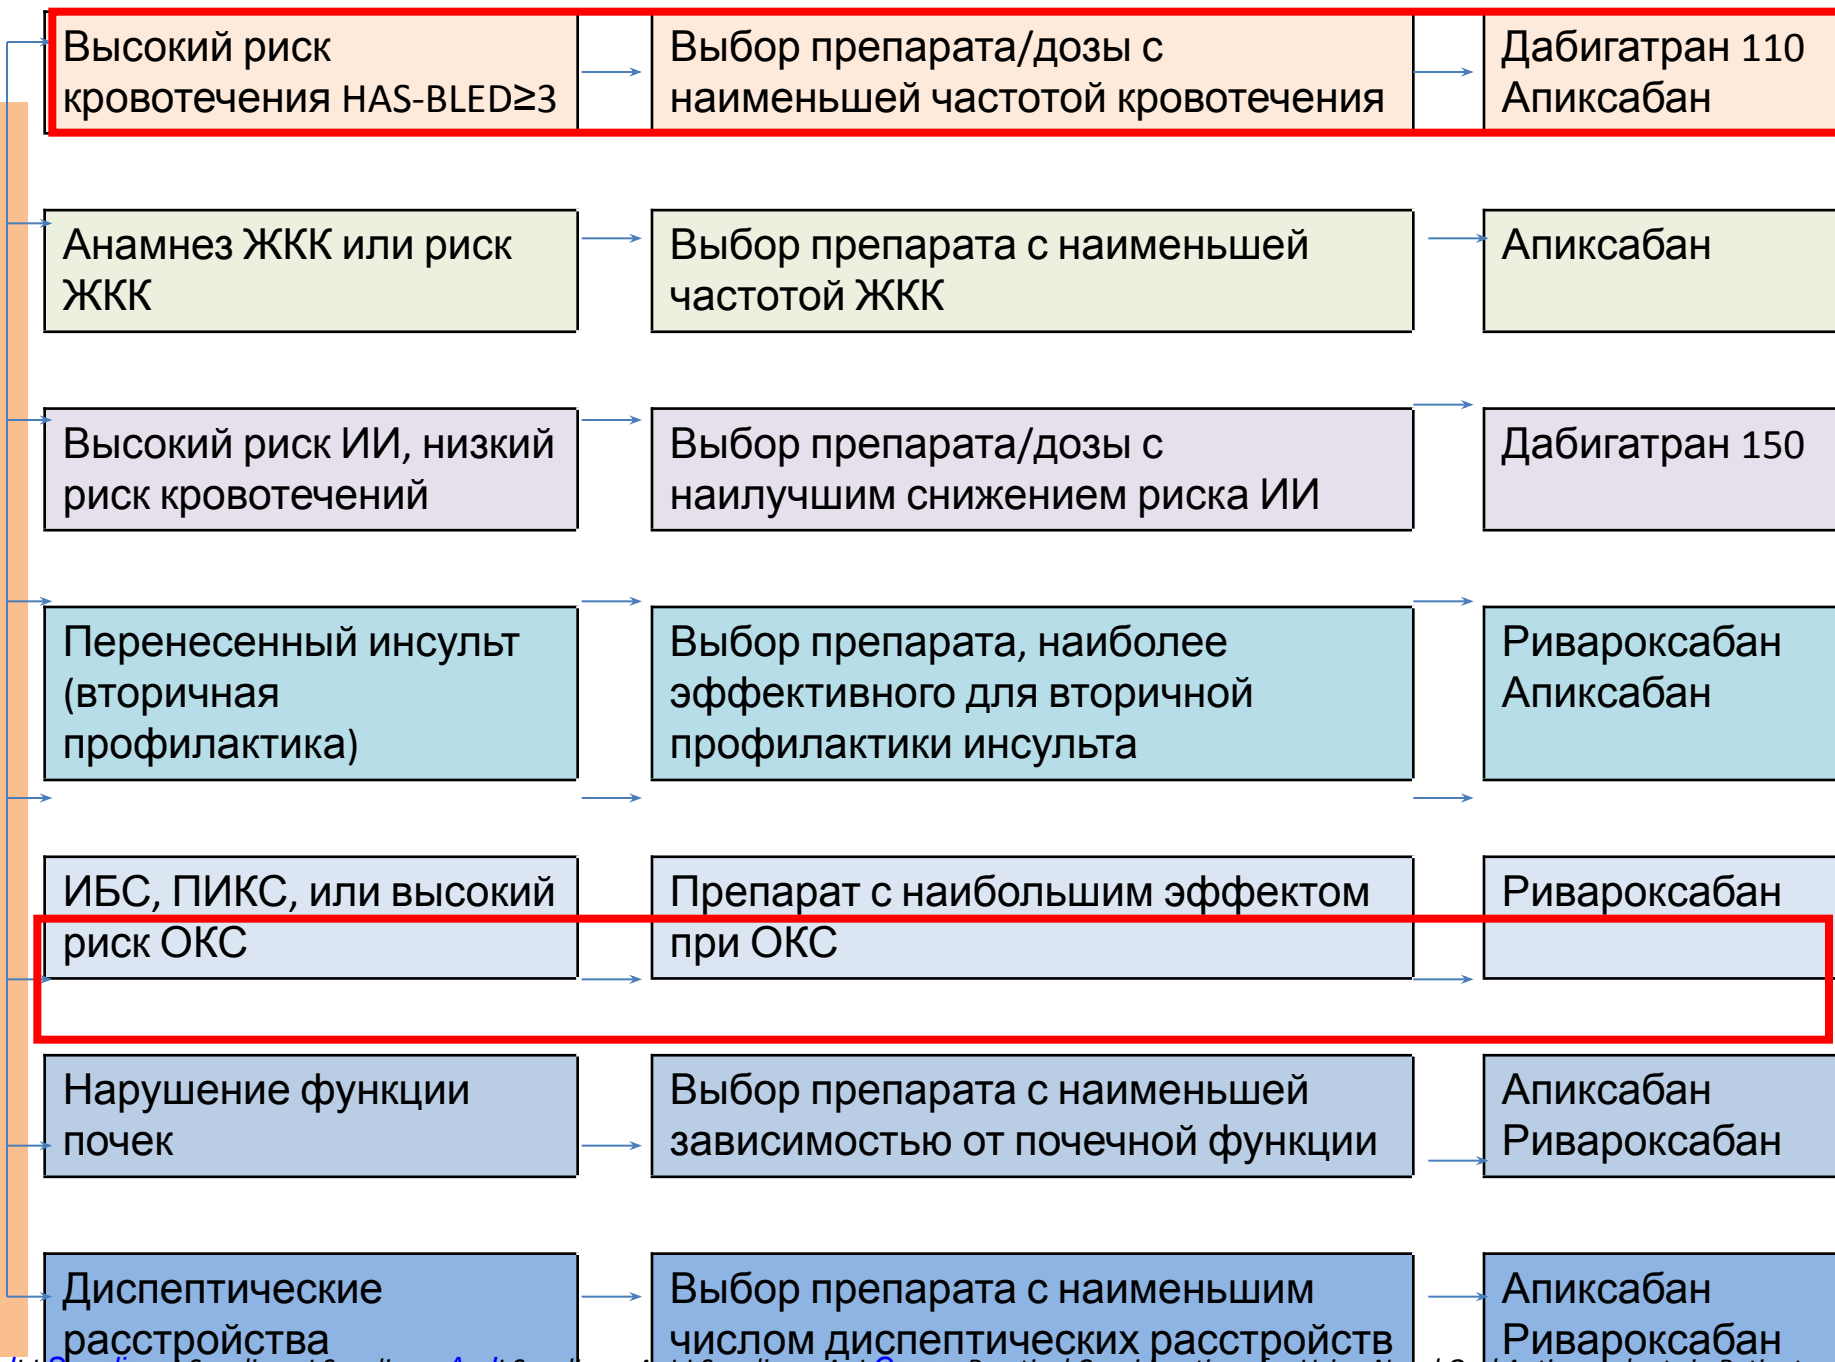 Высокий риск
кровотечения HAS-BLED≥3
Выбор препарата/дозы с
наименьшей частотой кровотечения
Дабигатран 110
Апиксабан
Анамнез ЖКК или риск
ЖКК
Выбор препарата с наименьшей
частотой ЖКК
Апиксабан
Высокий риск ИИ, низкий
риск кровотечений
Выбор препарата/дозы с
наилучшим снижением риска ИИ
Дабигатран 150
Перенесенный инсульт
(вторичная
профилактика)
Выбор препарата, наиболее
эффективного для вторичной
профилактики инсульта
Ривароксабан
Апиксабан
ИБС, ПИКС, или высокий
риск ОКС
Препарат с наибольшим эффектом
при ОКС
Ривароксабан
Нарушение функции
почек
Выбор препарата с наименьшей
зависимостью от почечной функции
Апиксабан
Ривароксабан
Диспептические
расстройства
Выбор препарата с наименьшим
числом диспептических расстройств
Апиксабан
Ривароксабан